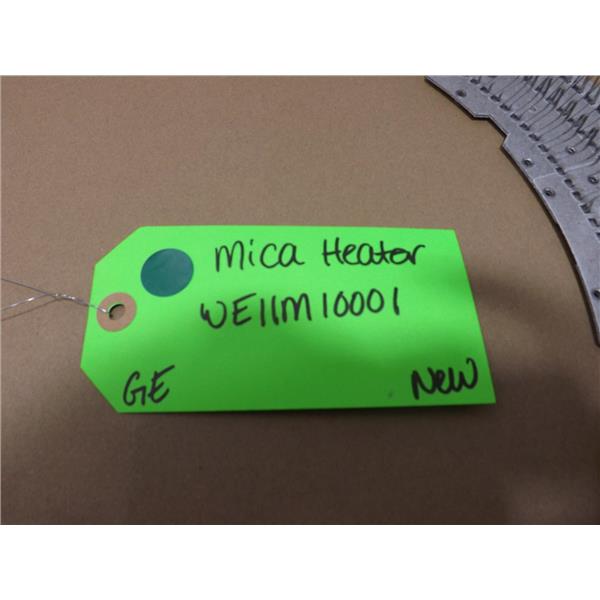 Mica Heater
WE11M10001
GE
New